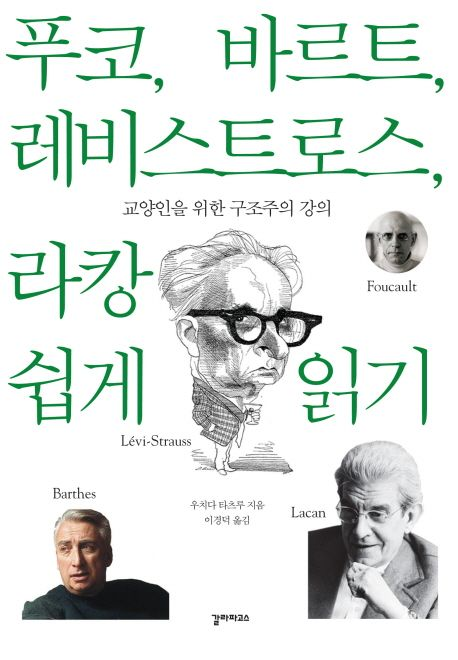 푸코, 바르트,
레비스트로스,
교양인을 위한 구조주의 강의
라캉
Foucault
쉽게 읽기
Lévi-Strauss
Barthes
우치다 타츠루 지음
이경덕 옮김
Lacan
갈라파고스